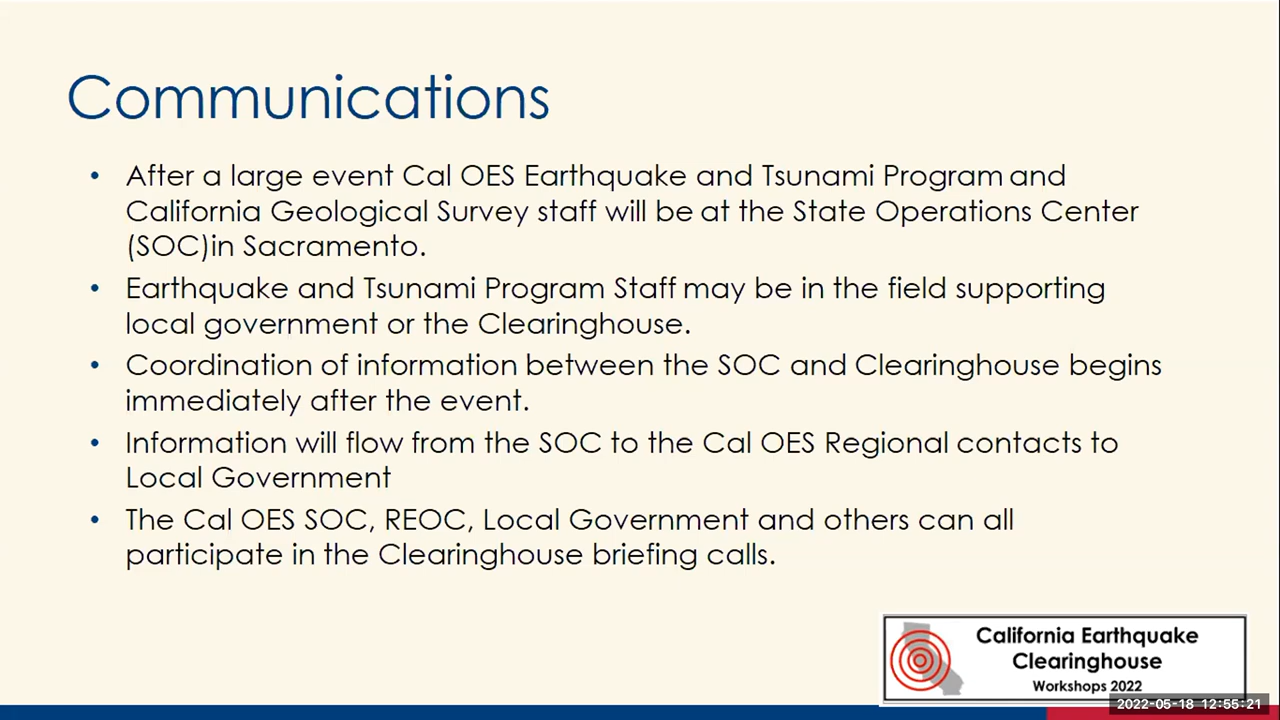 Communications
• After a large event Cal OES Earthquake and Tsunami Program and
California Geological Survey staff will be at the State Operations Center
(SOC)in Sacramento.
• Earthquake and Tsunami Program Staff may be in the field supporting
local government or the Clearinghouse.
• Coordination of information between the SOC and Clearinghouse begins
immediately after the event.
• Information will flow from the SOC to the Cal OES Regional contacts to
Local Government
• The Cal OES SOC, REOC, Local Government and others can all
participate in the Clearinghouse briefing calls.
California Earthquake
Clearinghouse
Workshops 2022
2022-05-18 12:55:21